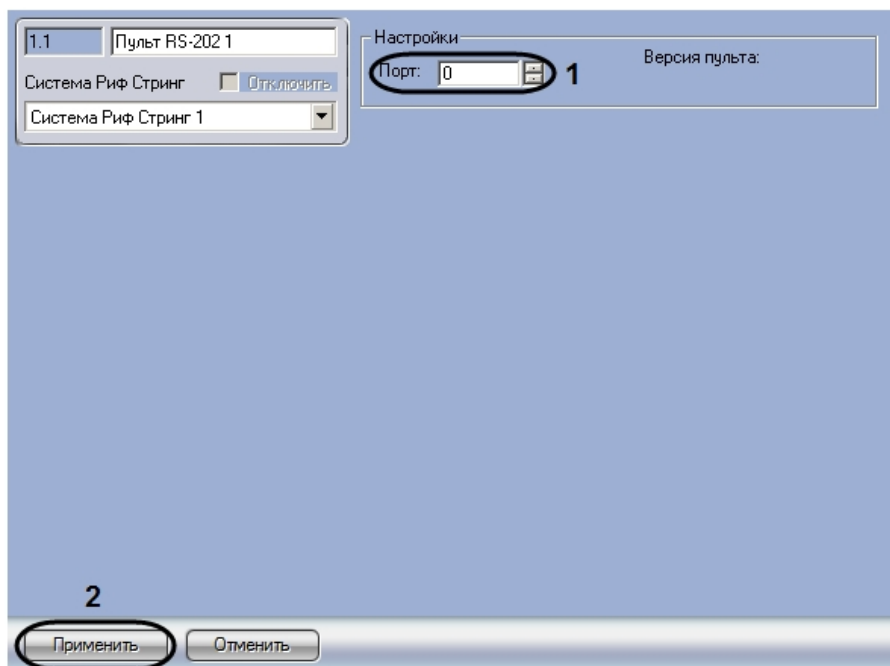 1.1 Пульт RS-202 1
Система Риф Стринг Отключить
Система Риф Стринг 1
Настройки
Порт: 0 1
Версия пульта:
2
Применить Отменить